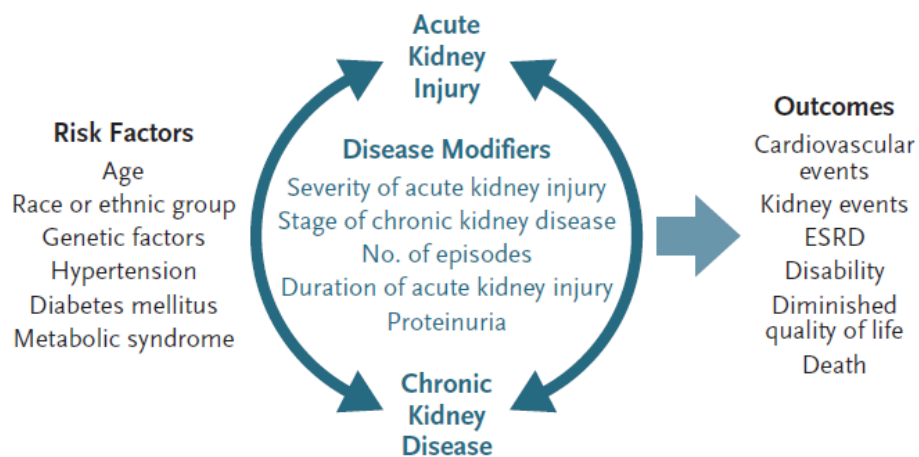 Acute
Kidney
Injury
Risk Factors
Age
Race or ethnic group
Genetic factors
Hypertension
Diabetes mellitus
Metabolic syndrome
Disease Modifiers
Severity of acute kidney injury
Stage of chronic kidney disease
No. of episodes
Duration of acute kidney injury
Proteinuria
Chronic
Kidney
Disease
Outcomes
Cardiovascular
events
Kidney events
ESRD
Disability
Diminished
quality of life
Death